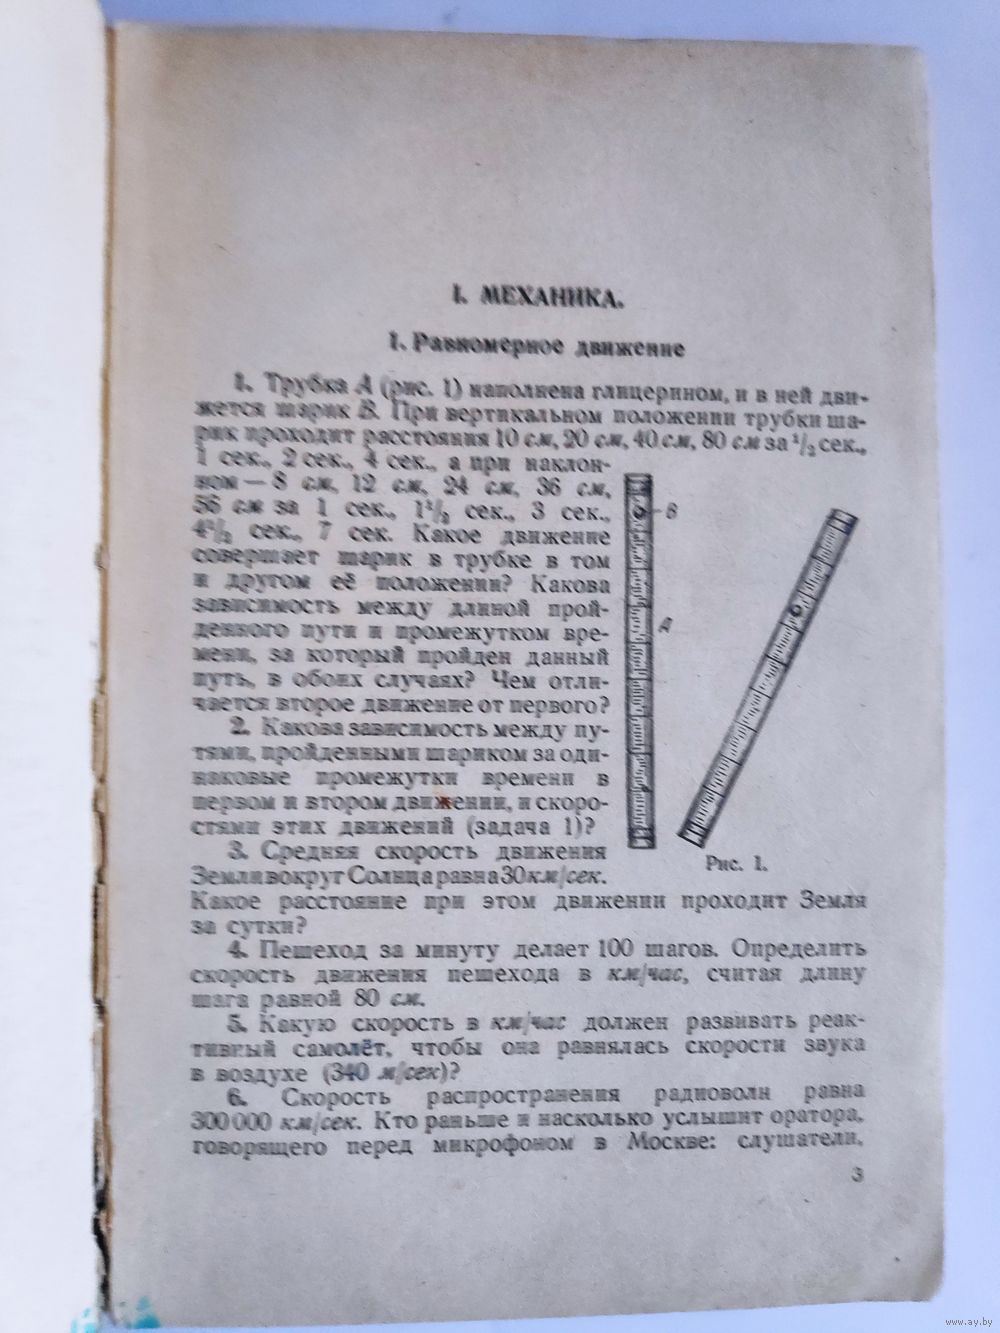 I. МЕХАНИКА.
1. Равномерное движение
1. Трубка А (рис. 1) наполнена глицерином, и в ней дви-
жется шарик В. При вертикальном положении трубки ша-
рик проходит расстояния 10 см, 20 см, 40 см, 80 см за 1/2 сек.,
1 сек., 2 сек., 4 сек., а при наклон-
ном — 8 см, 12 см, 24 см, 36 см,
56 см за 1 сек., 1 1/2 сек., 3 сек.,
4 1/2 сек., 7 сек. Какое движение
совершает шарик в трубке в том
и другом её положении? Какова
зависимость между длиной прой-
денного пути и промежутком вре-
мени, за который пройден данный
путь, в обоих случаях? Чем отли-
чается второе движение от первого?
2. Какова зависимость между пу-
тями, пройденными шариком за оди-
наковые промежутки времени в
первом и втором движении, и скоро-
стями этих движений (задача 1)?
3. Средняя скорость движения
Земли вокруг Солнца равна 30 км/сек.
Какое расстояние при этом движении проходит Земля
за сутки?
4. Пешеход за минуту делает 100 шагов. Определить
скорость движения пешехода в км/час, считая длину
шага равной 80 см.
5. Какую скорость в км/час должен развивать реак-
тивный самолёт, чтобы она равнялась скорости звука
в воздухе (340 м/сек)?
6. Скорость распространения радиоволн равна
300 000 км/сек. Кто раньше и насколько услышит оратора,
говорящего перед микрофоном в Москве: слушатели,
В
А
Рис. 1.
3
www.ay.by